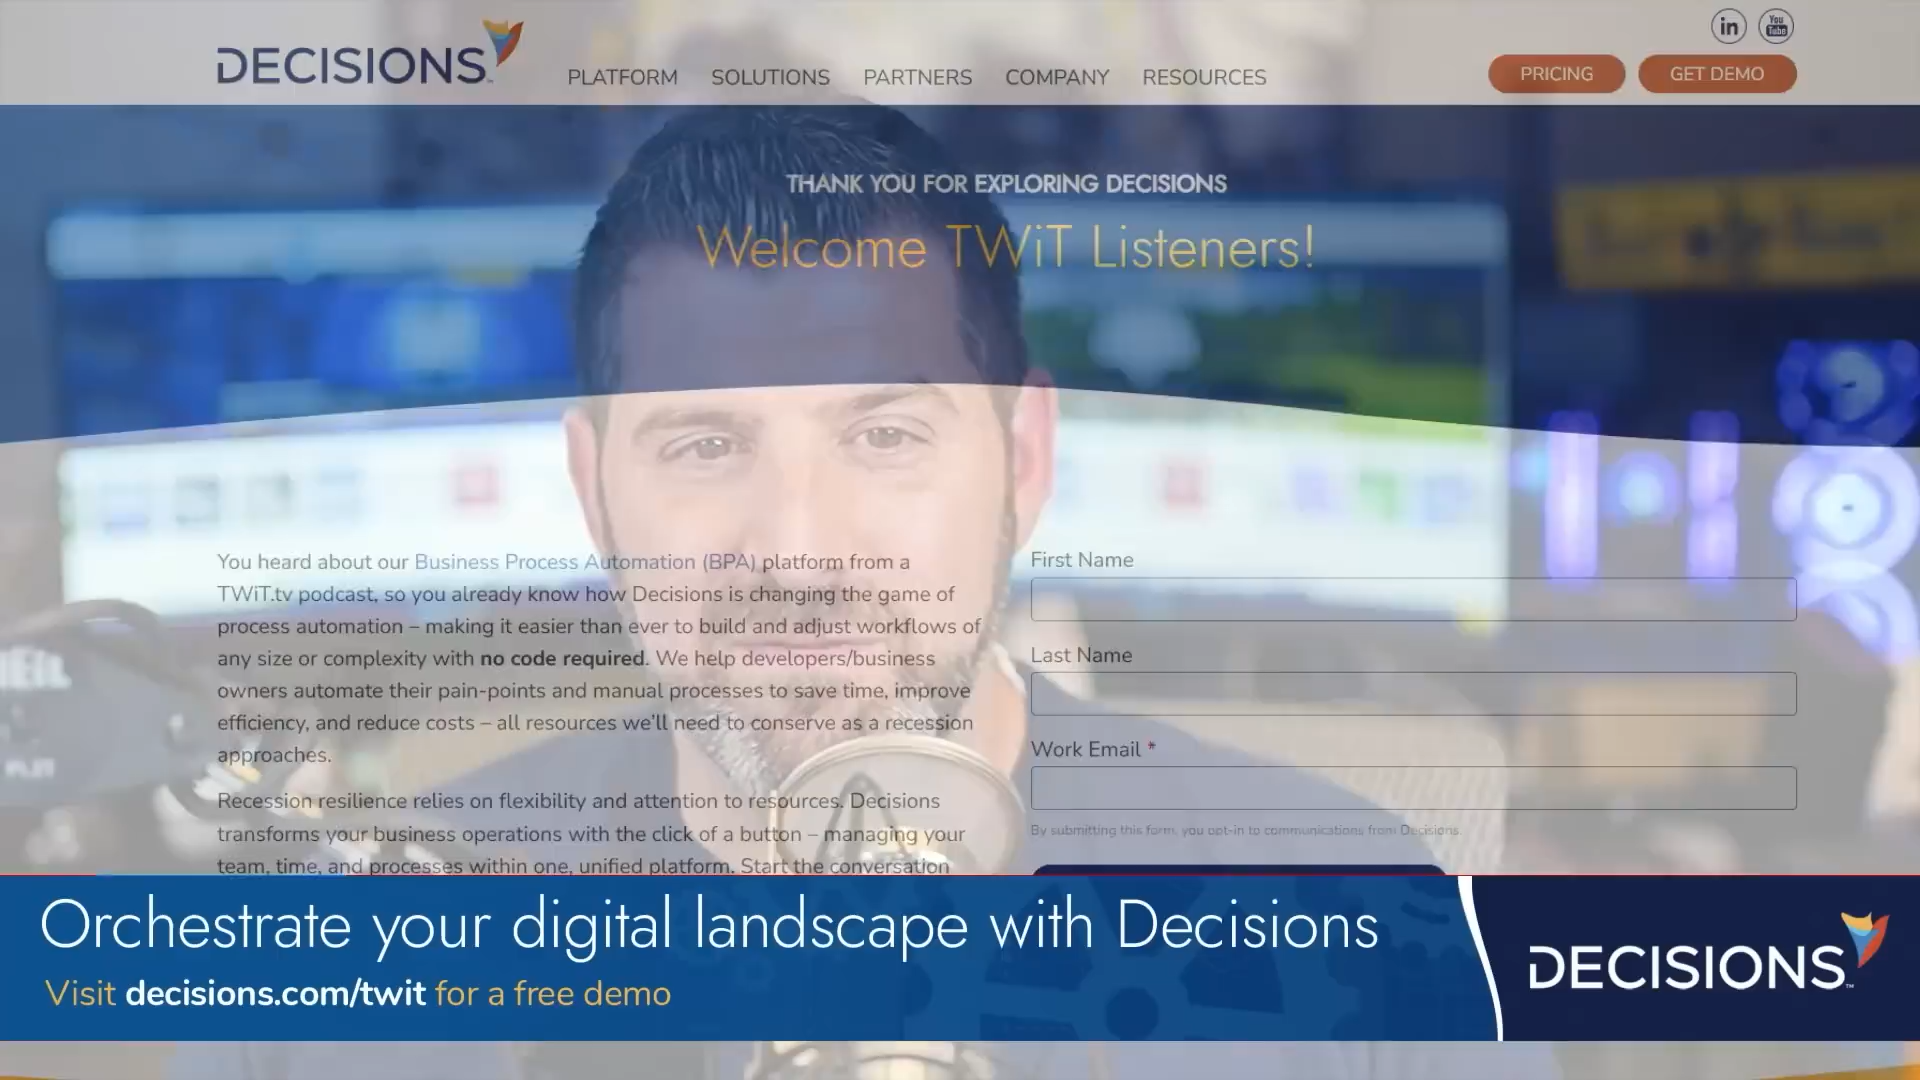 DECISIONS™
PLATFORM SOLUTIONS PARTNERS COMPANY RESOURCES
in
You Tube
PRICING
GET DEMO
THANK YOU FOR EXPLORING DECISIONS
Welcome TWiT Listeners!
You heard about our Business Process Automation (BPA) platform from a
TWiT.tv podcast, so you already know how Decisions is changing the game of
process automation – making it easier than ever to build and adjust workflows of
any size or complexity with no code required. We help developers/business
owners automate their pain-points and manual processes to save time, improve
efficiency, and reduce costs – all resources we'll need to conserve as a recession
approaches.
Recession resilience relies on flexibility and attention to resources. Decisions
transforms your business operations with the click of a button – managing your
team, time, and processes within one, unified platform. Start the conversation
First Name
Last Name
Work Email *
By submitting this form, you opt-in to communications from Decisions.
HEIL
Orchestrate your digital landscape with Decisions
Visit decisions.com/twit for a free demo
DECISIONS™